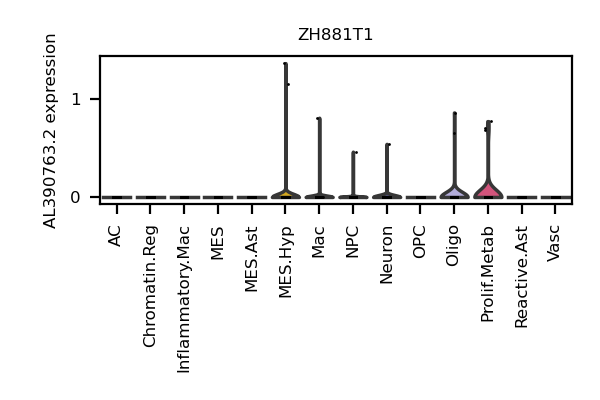 ZH881T1
AL390763.2 expression
1
0
AC
Chromatin.Reg
Inflammatory.Mac
MES
MES.Ast
MES.Hyp
Mac
NPC
Neuron
OPC
Oligo
Prolif.Metab
Reactive.Ast
Vasc